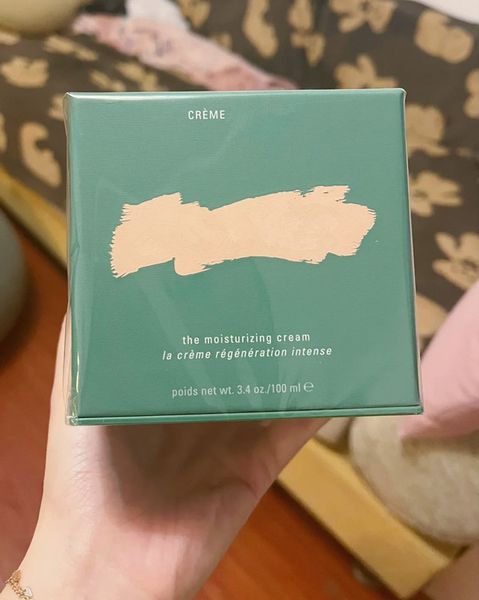 CRÈME
the moisturizing cream
la crème régénération intense
poids net wt. 3.4 oz./100 ml ℮